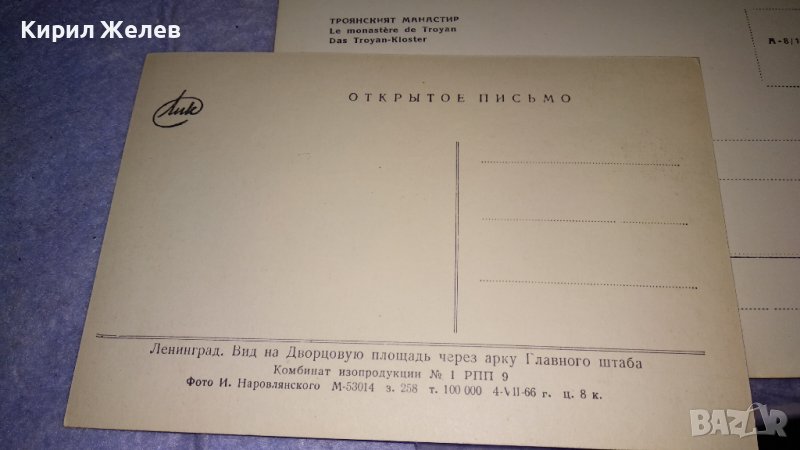 Кирил Желев
ТРОЯНСКИЯТ МАНАСТИР
Le monastère de Troyan
Das Troyan-Kloster
ОТКРЫТОЕ ПИСЬМО
Ленинград. Вид на Дворцовую площадь через арку Главного штаба
Комбинат изопродукции № 1 РПП 9
Фото И. Наровлянского М-53014 з. 258 т. 100 000 4-VII-66 г. ц. 8 к.
BAZAR